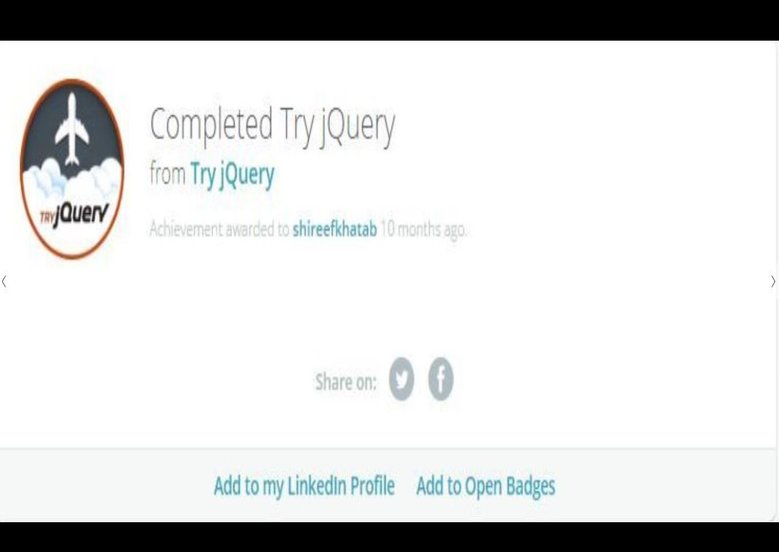 Completed Try jQuery
from Try jQuery
TRY jQuery
Achievement awarded to shireefkhatab 10 months ago.
Share on:
Add to my LinkedIn Profile Add to Open Badges